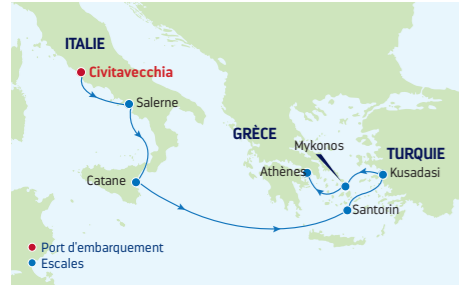 ITALIE
Civitavecchia
Salerne
GRÈCE
Mykonos
TURQUIE
Athènes
Kusadasi
Catane
Santorin
Port d'embarquement
Escales